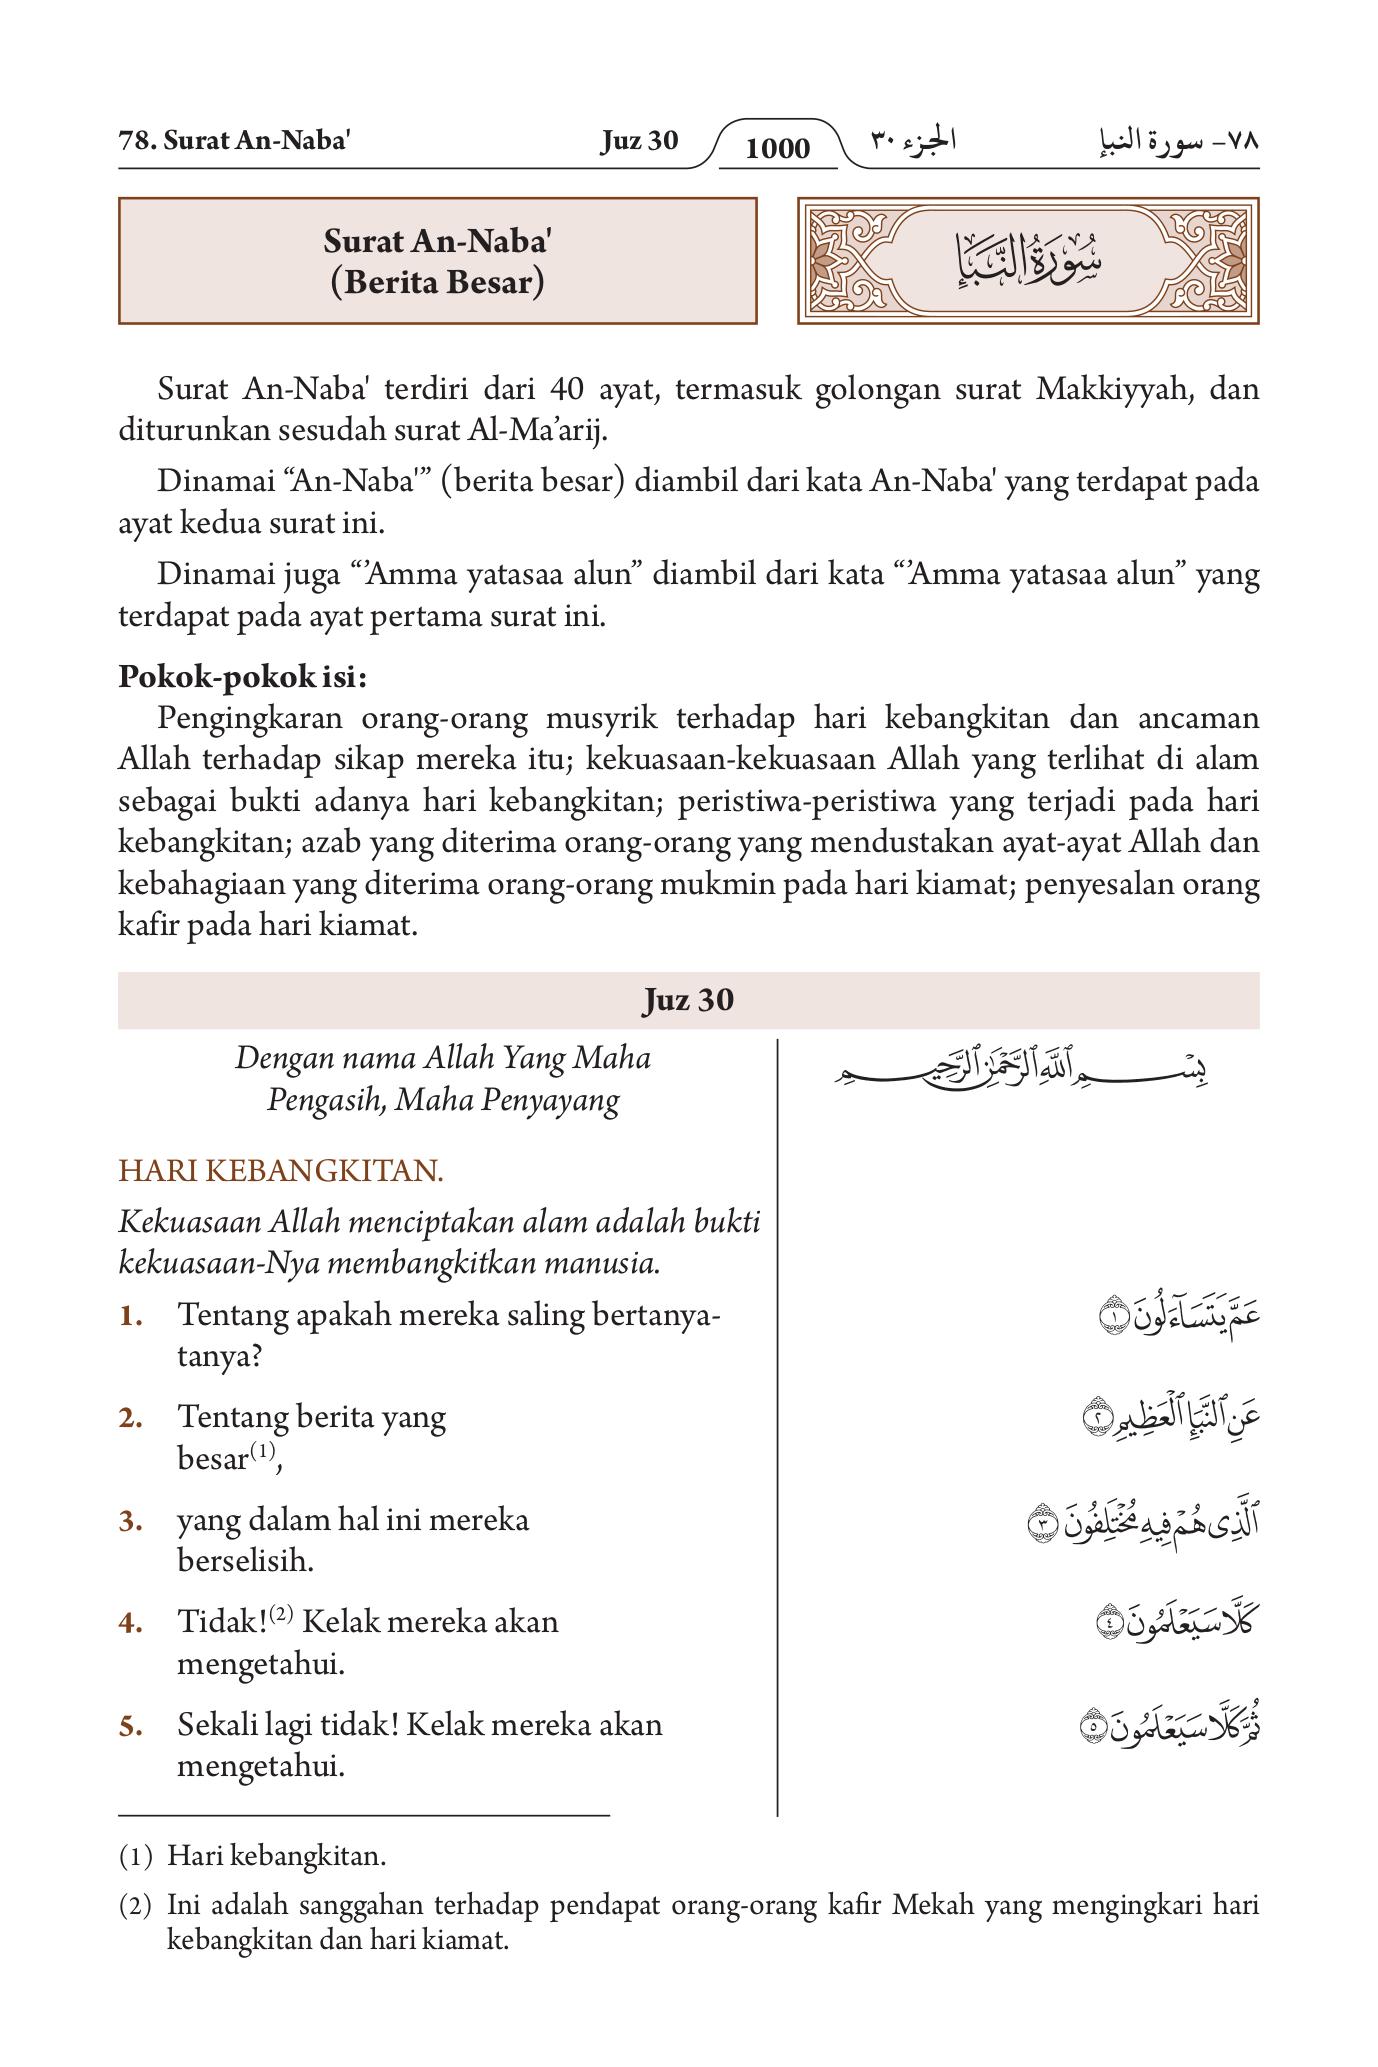 78. Surat An-Naba' Juz 30 1000 الجزء ٣٠ ٧٨- سورة النبإ
Surat An-Naba'
(Berita Besar)
سُورَةُ النَّبَإِ
Surat An-Naba' terdiri dari 40 ayat, termasuk golongan surat Makkiyyah, dan
diturunkan sesudah surat Al-Ma’arij.
Dinamai “An-Naba'” (berita besar) diambil dari kata An-Naba' yang terdapat pada
ayat kedua surat ini.
Dinamai juga “’Amma yatasaa alun” diambil dari kata “’Amma yatasaa alun” yang
terdapat pada ayat pertama surat ini.
Pokok-pokok isi:
Pengingkaran orang-orang musyrik terhadap hari kebangkitan dan ancaman
Allah terhadap sikap mereka itu; kekuasaan-kekuasaan Allah yang terlihat di alam
sebagai bukti adanya hari kebangkitan; peristiwa-peristiwa yang terjadi pada hari
kebangkitan; azab yang diterima orang-orang yang mendustakan ayat-ayat Allah dan
kebahagiaan yang diterima orang-orang mukmin pada hari kiamat; penyesalan orang
kafir pada hari kiamat.
Juz 30
Dengan nama Allah Yang Maha
Pengasih, Maha Penyayang
بِسْمِ ٱللَّهِ ٱلرَّحْمَٰنِ ٱلرَّحِيمِ
HARI KEBANGKITAN.
Kekuasaan Allah menciptakan alam adalah bukti
kekuasaan-Nya membangkitkan manusia.
1. Tentang apakah mereka saling bertanya-
tanya?
عَمَّ يَتَسَآءَلُونَ ١
2. Tentang berita yang
besar(1),
عَنِ ٱلنَّبَإِ ٱلْعَظِيمِ ٢
3. yang dalam hal ini mereka
berselisih.
ٱلَّذِى هُمْ فِيهِ مُخْتَلِفُونَ ٣
4. Tidak!(2) Kelak mereka akan
mengetahui.
كَلَّا سَيَعْلَمُونَ ٤
5. Sekali lagi tidak! Kelak mereka akan
mengetahui.
ثُمَّ كَلَّا سَيَعْلَمُونَ ٥
(1) Hari kebangkitan.
(2) Ini adalah sanggahan terhadap pendapat orang-orang kafir Mekah yang mengingkari hari
kebangkitan dan hari kiamat.